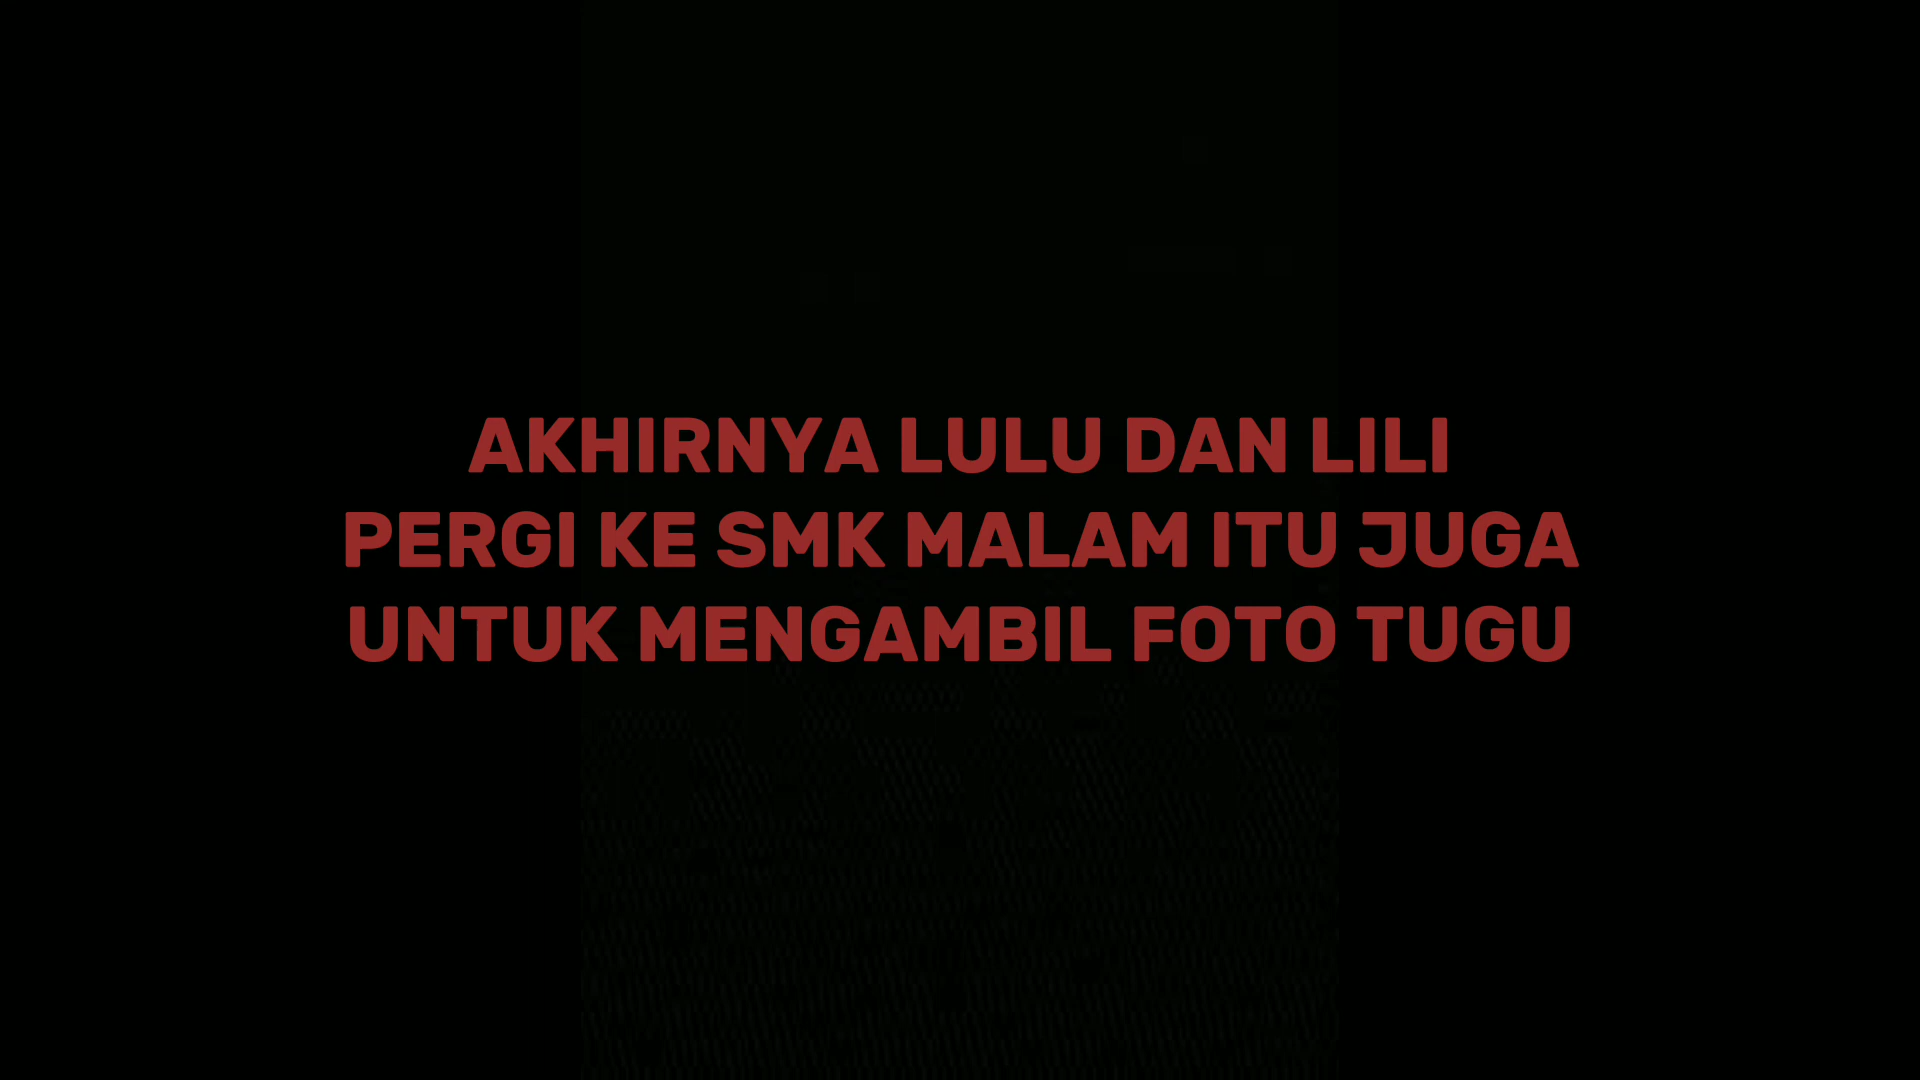 AKHIRNYA LULU DAN LILI
PERGI KE SMK MALAM ITU JUGA
UNTUK MENGAMBIL FOTO TUGU